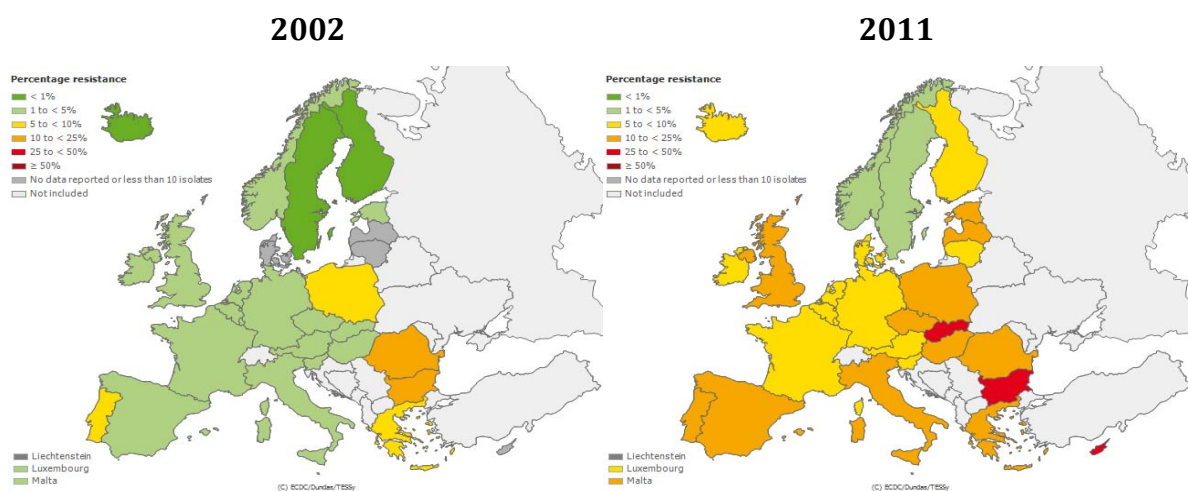 2002
Percentage resistance
< 1%
1 to < 5%
5 to < 10%
10 to < 25%
25 to < 50%
≥ 50%
No data reported or less than 10 isolates
Not included
Liechtenstein
Luxembourg
Malta
(C) ECDC/Dundas/TESSy
2011
Percentage resistance
< 1%
1 to < 5%
5 to < 10%
10 to < 25%
25 to < 50%
≥ 50%
No data reported or less than 10 isolates
Not included
Liechtenstein
Luxembourg
Malta
(C) ECDC/Dundas/TESSy